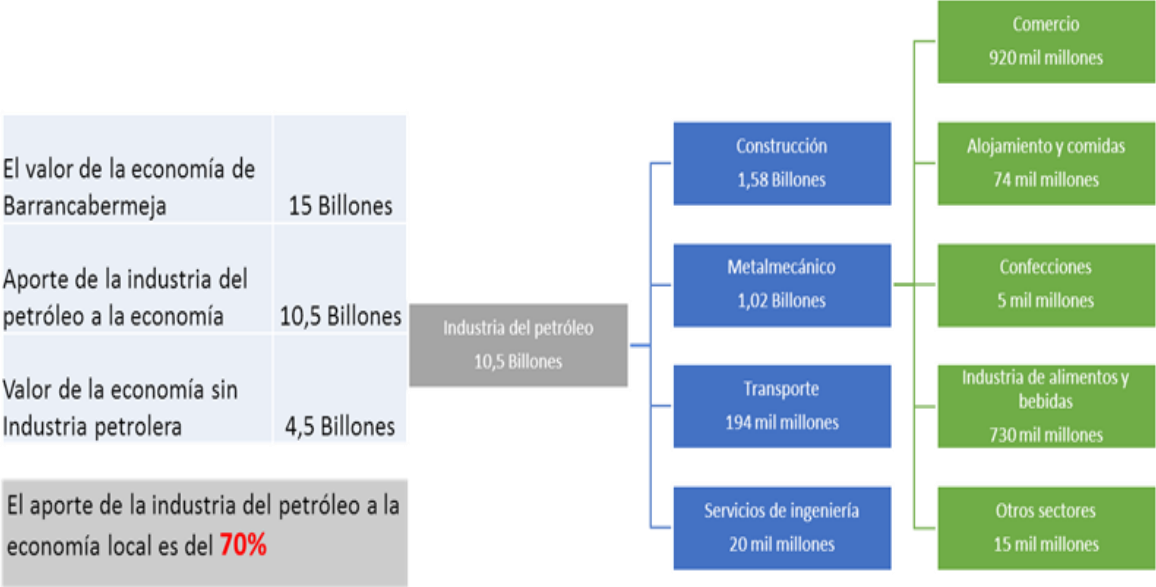 El valor de la economía de
Barrancabermeja
15 Billones
Aporte de la industria del
petróleo a la economía
10,5 Billones
Valor de la economía sin
Industria petrolera
4,5 Billones
El aporte de la industria del petróleo a la
economía local es del 70%
Industria del petróleo
10,5 Billones
Construcción
1,58 Billones
Metalmecánico
1,02 Billones
Transporte
194 mil millones
Servicios de ingeniería
20 mil millones
Comercio
920 mil millones
Alojamiento y comidas
74 mil millones
Confecciones
5 mil millones
Industria de alimentos y
bebidas
730 mil millones
Otros sectores
15 mil millones